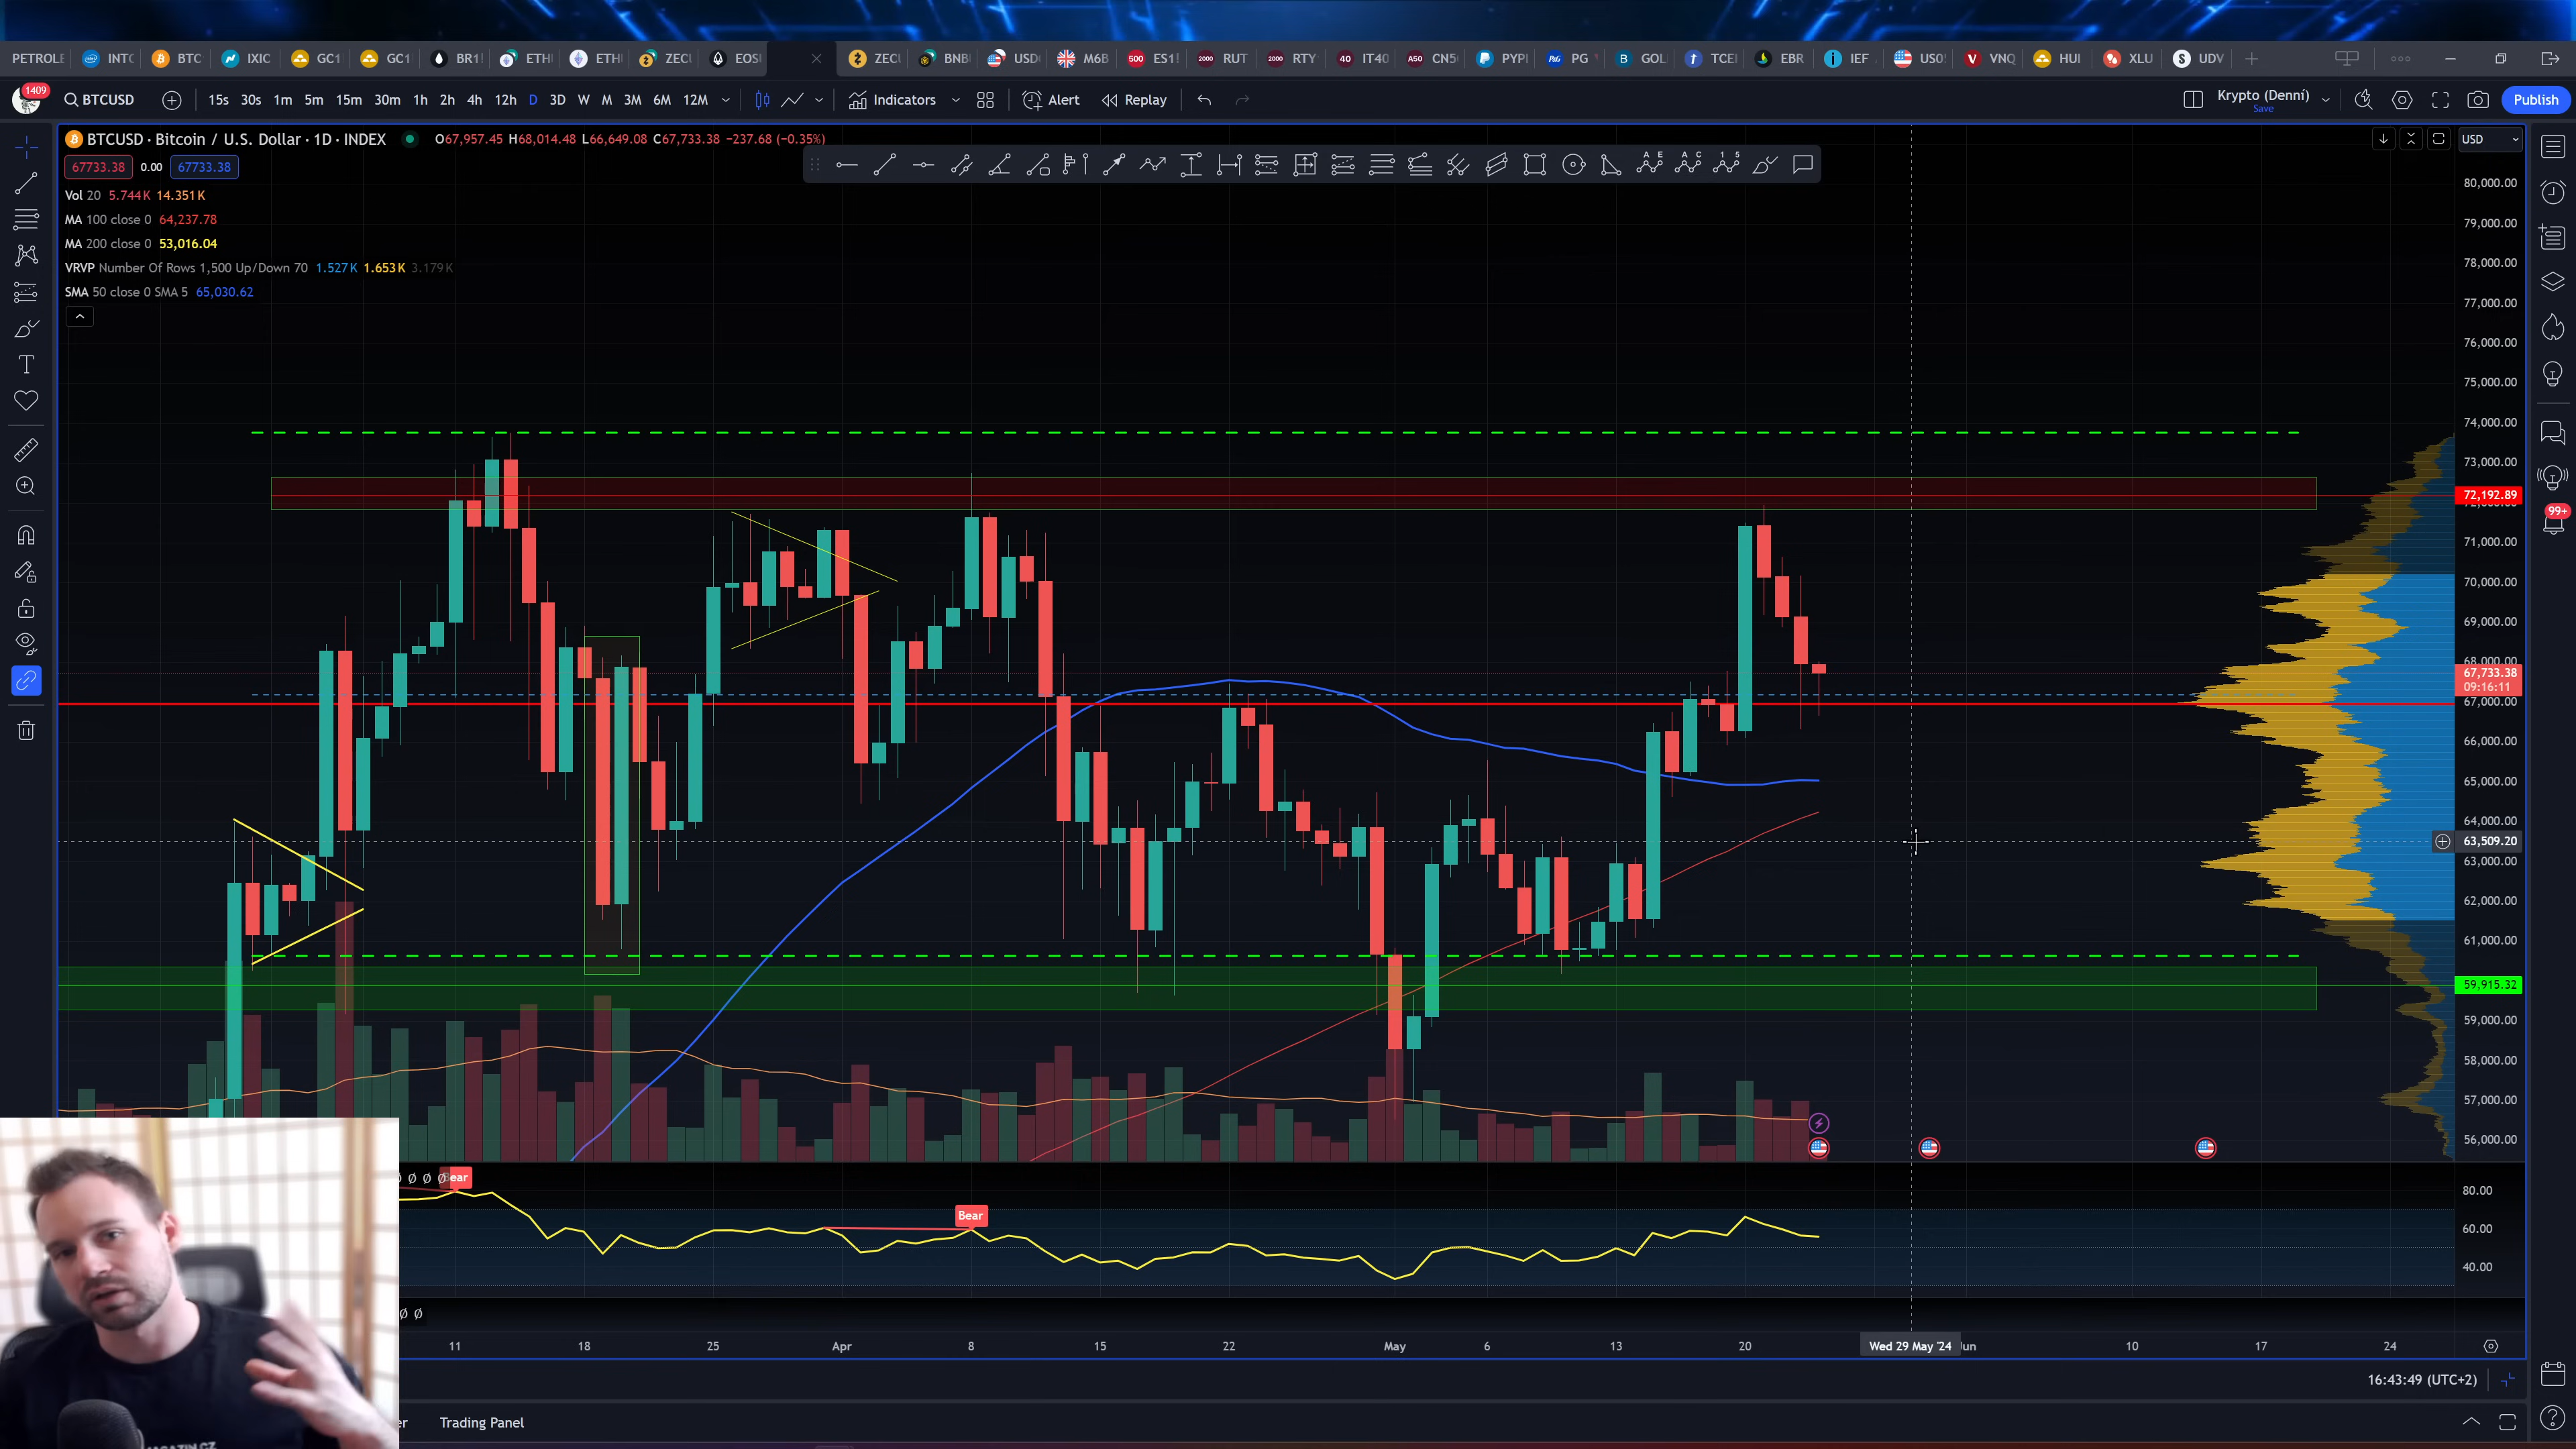 PETROLE INTC BTC IXIC GC1 GC1 BR1! ETH ETH ZEC EOS ZEC BNB USD M6B ES1! RUT RTY IT40 CN5 PYPL PG GOL TCEI EBR IEF US0 VNQ HUI XLU UDV
1409 BTCUSD 15s 30s 1m 5m 15m 30m 1h 2h 4h 12h D 3D W M 3M 6M 12M Indicators Alert Replay Krypto (Denní) Save Publish
BTCUSD · Bitcoin / U.S. Dollar · 1D · INDEX O67,957.45 H68,014.48 L66,649.08 C67,733.38 −237.68 (−0.35%) USD
67733.38 0.00 67733.38
Vol 20 5.744K 14.351K
MA 100 close 0 64,237.78
MA 200 close 0 53,016.04
VRVP Number Of Rows 1,500 Up/Down 70 1.527K 1.653K 3.179K
SMA 50 close 0 SMA 5 65,030.62
80,000.00
79,000.00
78,000.00
77,000.00
76,000.00
75,000.00
74,000.00
73,000.00
72,192.89
71,000.00
70,000.00
69,000.00
68,000.00
67,733.38
09:16:11
67,000.00
66,000.00
65,000.00
64,000.00
63,509.20
63,000.00
62,000.00
61,000.00
59,915.32
59,000.00
58,000.00
57,000.00
56,000.00
99+
Bear
80.00
Bear
60.00
40.00
11 18 25 Apr 8 15 22 May 6 13 20 Wed 29 May '24 Jun 10 17 24
16:43:49 (UTC+2)
Trading Panel